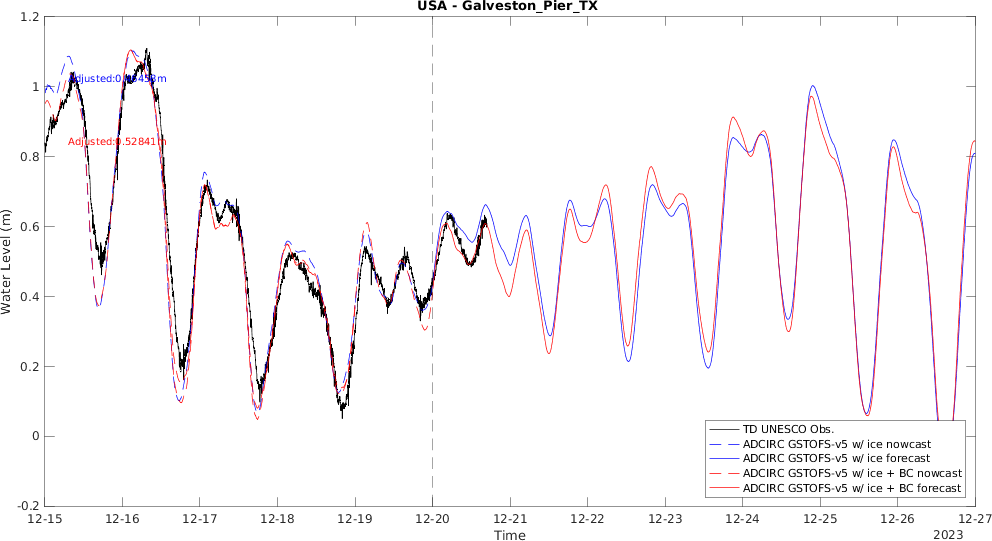 USA - Galveston_Pier_TX
1.2
1
0.8
0.6
0.4
0.2
0
-0.2
Water Level (m)
Adjusted:0.52841m
12-15
12-16
12-17
12-18
12-19
12-20
12-21
12-22
12-23
12-24
12-25
12-26
12-27
Time
2023
TD UNESCO Obs.
ADCIRC GSTOFS-v5 w/ ice nowcast
ADCIRC GSTOFS-v5 w/ ice forecast
ADCIRC GSTOFS-v5 w/ ice + BC nowcast
ADCIRC GSTOFS-v5 w/ ice + BC forecast